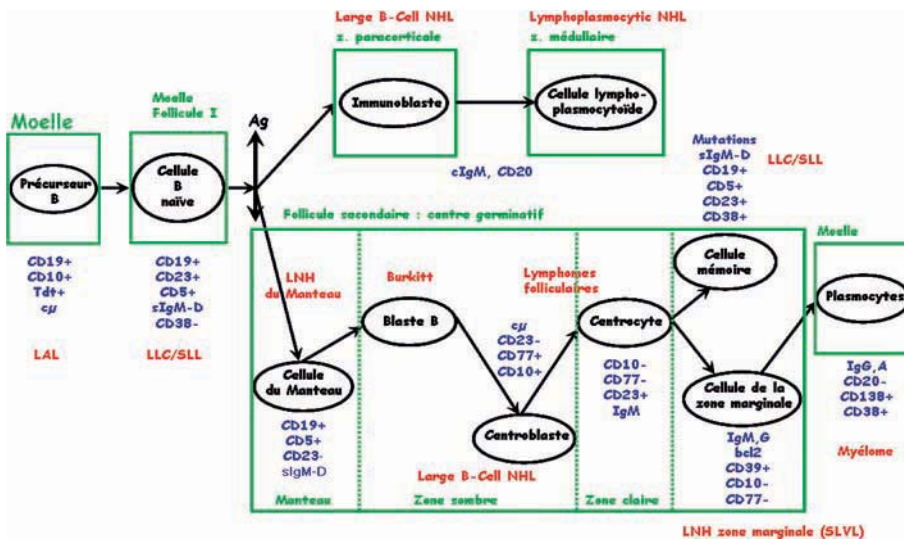 Large B-Cell NHL
z. paracorticale
Immunoblaste
Lymphoplasmocytic NHL
z. médullaire
Cellule lympho-
plasmocytoïde
cIgM, CD20
Moelle
Précurseur
B
CD19+
CD10+
Tdt+
cµ
LAL
Moelle
Follicule I
Cellule
B
naïve
CD19+
CD23+
CD5+
sIgM-D
CD38-
LLC/SLL
Ag
Mutations
sIgM-D
CD19+
CD5+
CD23+
CD38+
LLC/SLL
Follicule secondaire : centre germinatif
LNH
du Manteau
Cellule
du Manteau
CD19+
CD5+
CD23-
sIgM-D
Manteau
Burkitt
Blaste B
cµ
CD23-
CD77+
CD10+
Centroblaste
Large B-Cell NHL
Zone sombre
Lymphomes
folliculaires
Centrocyte
CD10-
CD77-
CD23+
IgM
Zone claire
Cellule
mémoire
Cellule de la
zone marginale
IgM,G
bcl2
CD39+
CD10-
CD77-
LNH zone marginale (SLVL)
Moelle
Plasmocytes
IgG,A
CD20-
CD138+
CD38+
Myélome